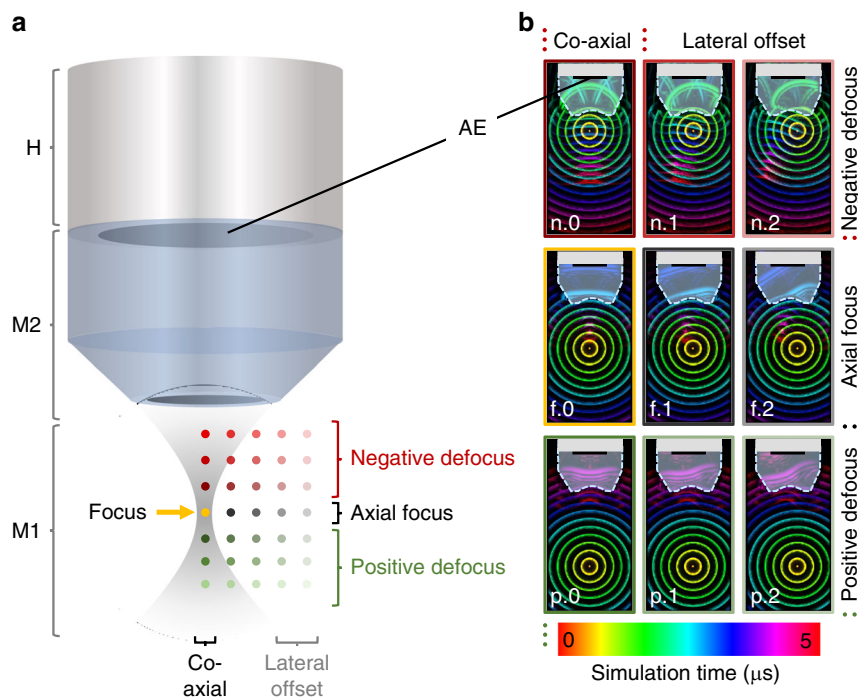 a
H
M2
M1
AE
Focus
Negative defocus
Axial focus
Positive defocus
Co-
axial
Lateral
offset
b
Co-axial
Lateral offset
n.0
n.1
n.2
Negative defocus
f.0
f.1
f.2
Axial focus
p.0
p.1
p.2
Positive defocus
0
5
Simulation time (μs)